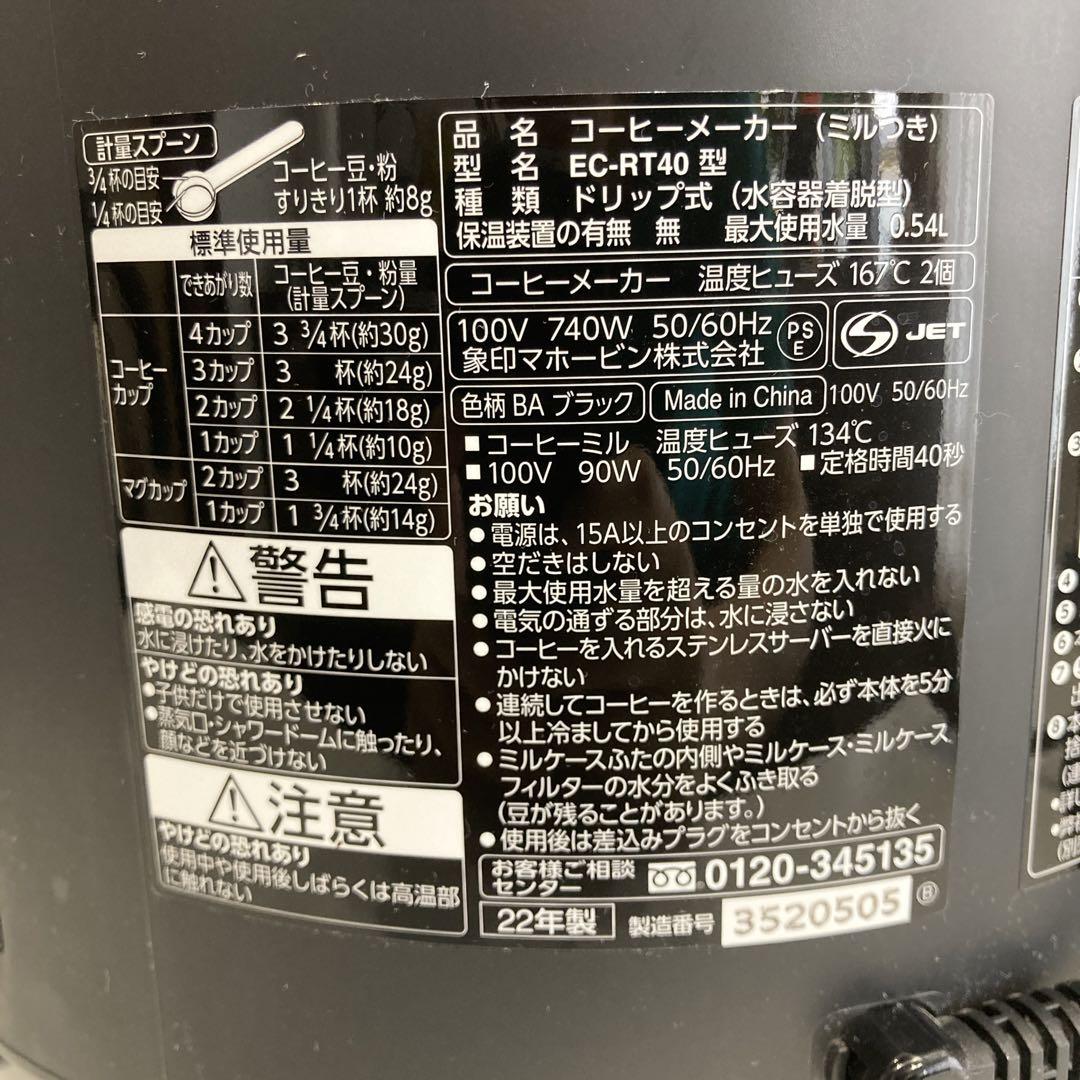 計量スプーン
3/4 杯の目安
1/4 杯の目安
コーヒー豆・粉
すりきり1杯 約8g
標準使用量
できあがり数 コーヒー豆・粉量(計量スプーン)
コーヒーカップ
4カップ 3 3/4杯(約30g)
3カップ 3 杯(約24g)
2カップ 2 1/4杯(約18g)
1カップ 1 1/4杯(約10g)
マグカップ
2カップ 3 杯(約24g)
1カップ 1 3/4杯(約14g)
警告
感電の恐れあり
水に浸けたり、水をかけたりしない
やけどの恐れあり
●子供だけで使用させない
●蒸気口・シャワードームに触ったり、
顔などを近づけない
注意
やけどの恐れあり
使用中や使用後しばらくは高温部
に触れない
品 名 コーヒーメーカー(ミルつき)
型 名 EC-RT40 型
種 類 ドリップ式(水容器着脱型)
保温装置の有無 無 最大使用水量 0.54L
コーヒーメーカー 温度ヒューズ 167℃ 2個
100V 740W 50/60Hz
象印マホービン株式会社
PS
E
JET
色柄 BA ブラック
Made in China
100V 50/60Hz
■コーヒーミル 温度ヒューズ 134℃
■100V 90W 50/60Hz ■定格時間40秒
お願い
●電源は、15A以上のコンセントを単独で使用する
●空だきはしない
●最大使用水量を超える量の水を入れない
●電気の通ずる部分は、水に浸さない
●コーヒーを入れるステンレスサーバーを直接火に
かけない
●連続してコーヒーを作るときは、必ず本体を5分
以上冷ましてから使用する
●ミルケースふたの内側やミルケース・ミルケース
フィルターの水分をよくふき取る
(豆が残ることがあります。)
●使用後は差込みプラグをコンセントから抜く
お客様ご相談
センター
0120-345135
22年製
製造番号 3520505 Ⓑ
③
④
⑤
⑥
⑦
出
⑧